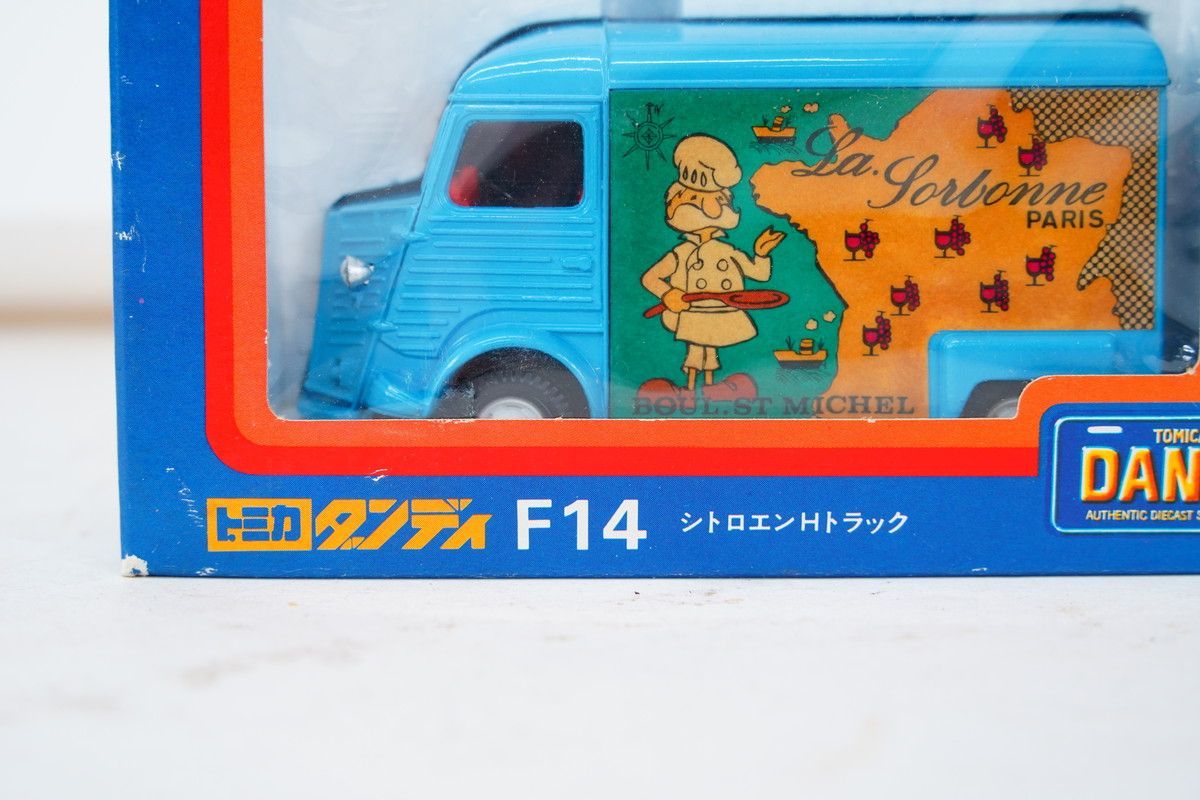 N
La. Sorbonne
PARIS
BOUL.ST MICHEL
トミカ ダンディ F14 シトロエンHトラック
TOMICA
DAN
AUTHENTIC DIECAST